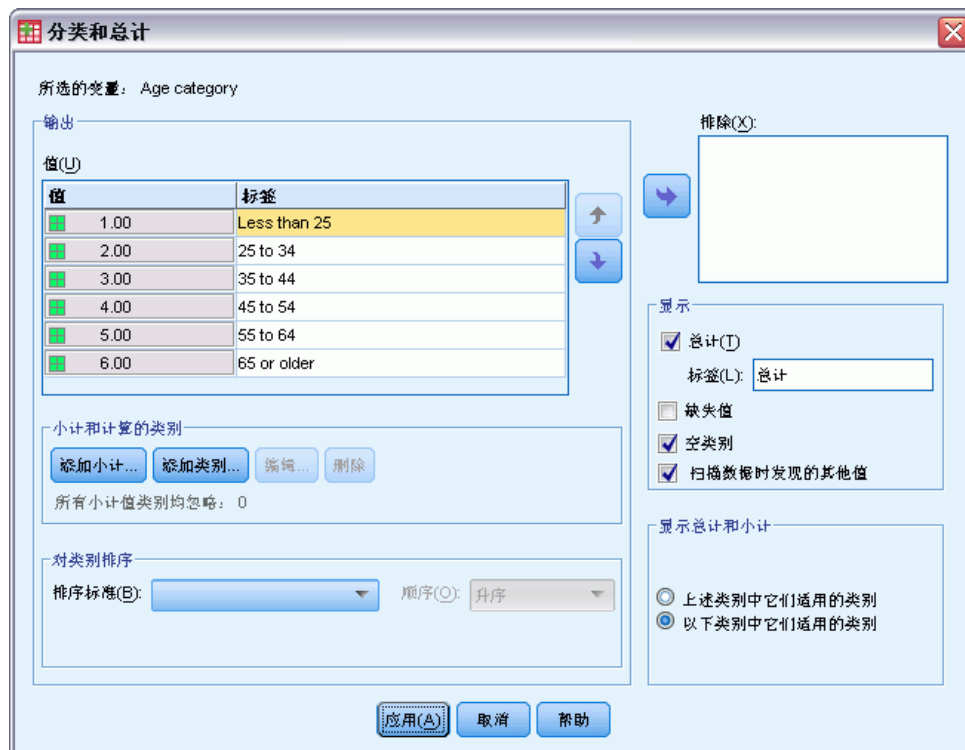 分类和总计
所选的变量： Age category
输出
值(U)
值 标签
1.00 Less than 25
2.00 25 to 34
3.00 35 to 44
4.00 45 to 54
5.00 55 to 64
6.00 65 or older
小计和计算的类别
添加小计... 添加类别... 编辑... 删除
所有小计值类别均忽略： 0
对类别排序
排序标准(B): 顺序(O): 升序
排除(X):
显示
总计(T)
标签(L): 总计
缺失值
空类别
扫描数据时发现的其他值
显示总计和小计
上述类别中它们适用的类别
以下类别中它们适用的类别
应用(A) 取消 帮助